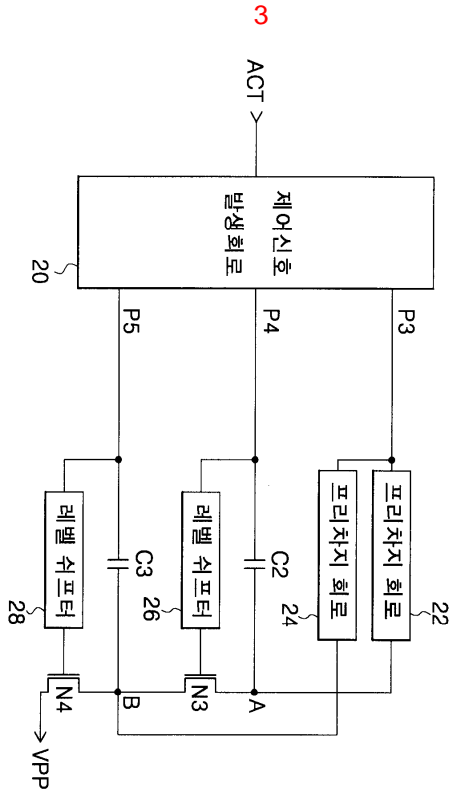 3
ACT
제어신호
발생회로
20
P3
P4
P5
프리차지 회로
22
프리차지 회로
24
C2
레벨 쉬프터
26
N3
A
C3
레벨 쉬프터
28
N4
B
VPP